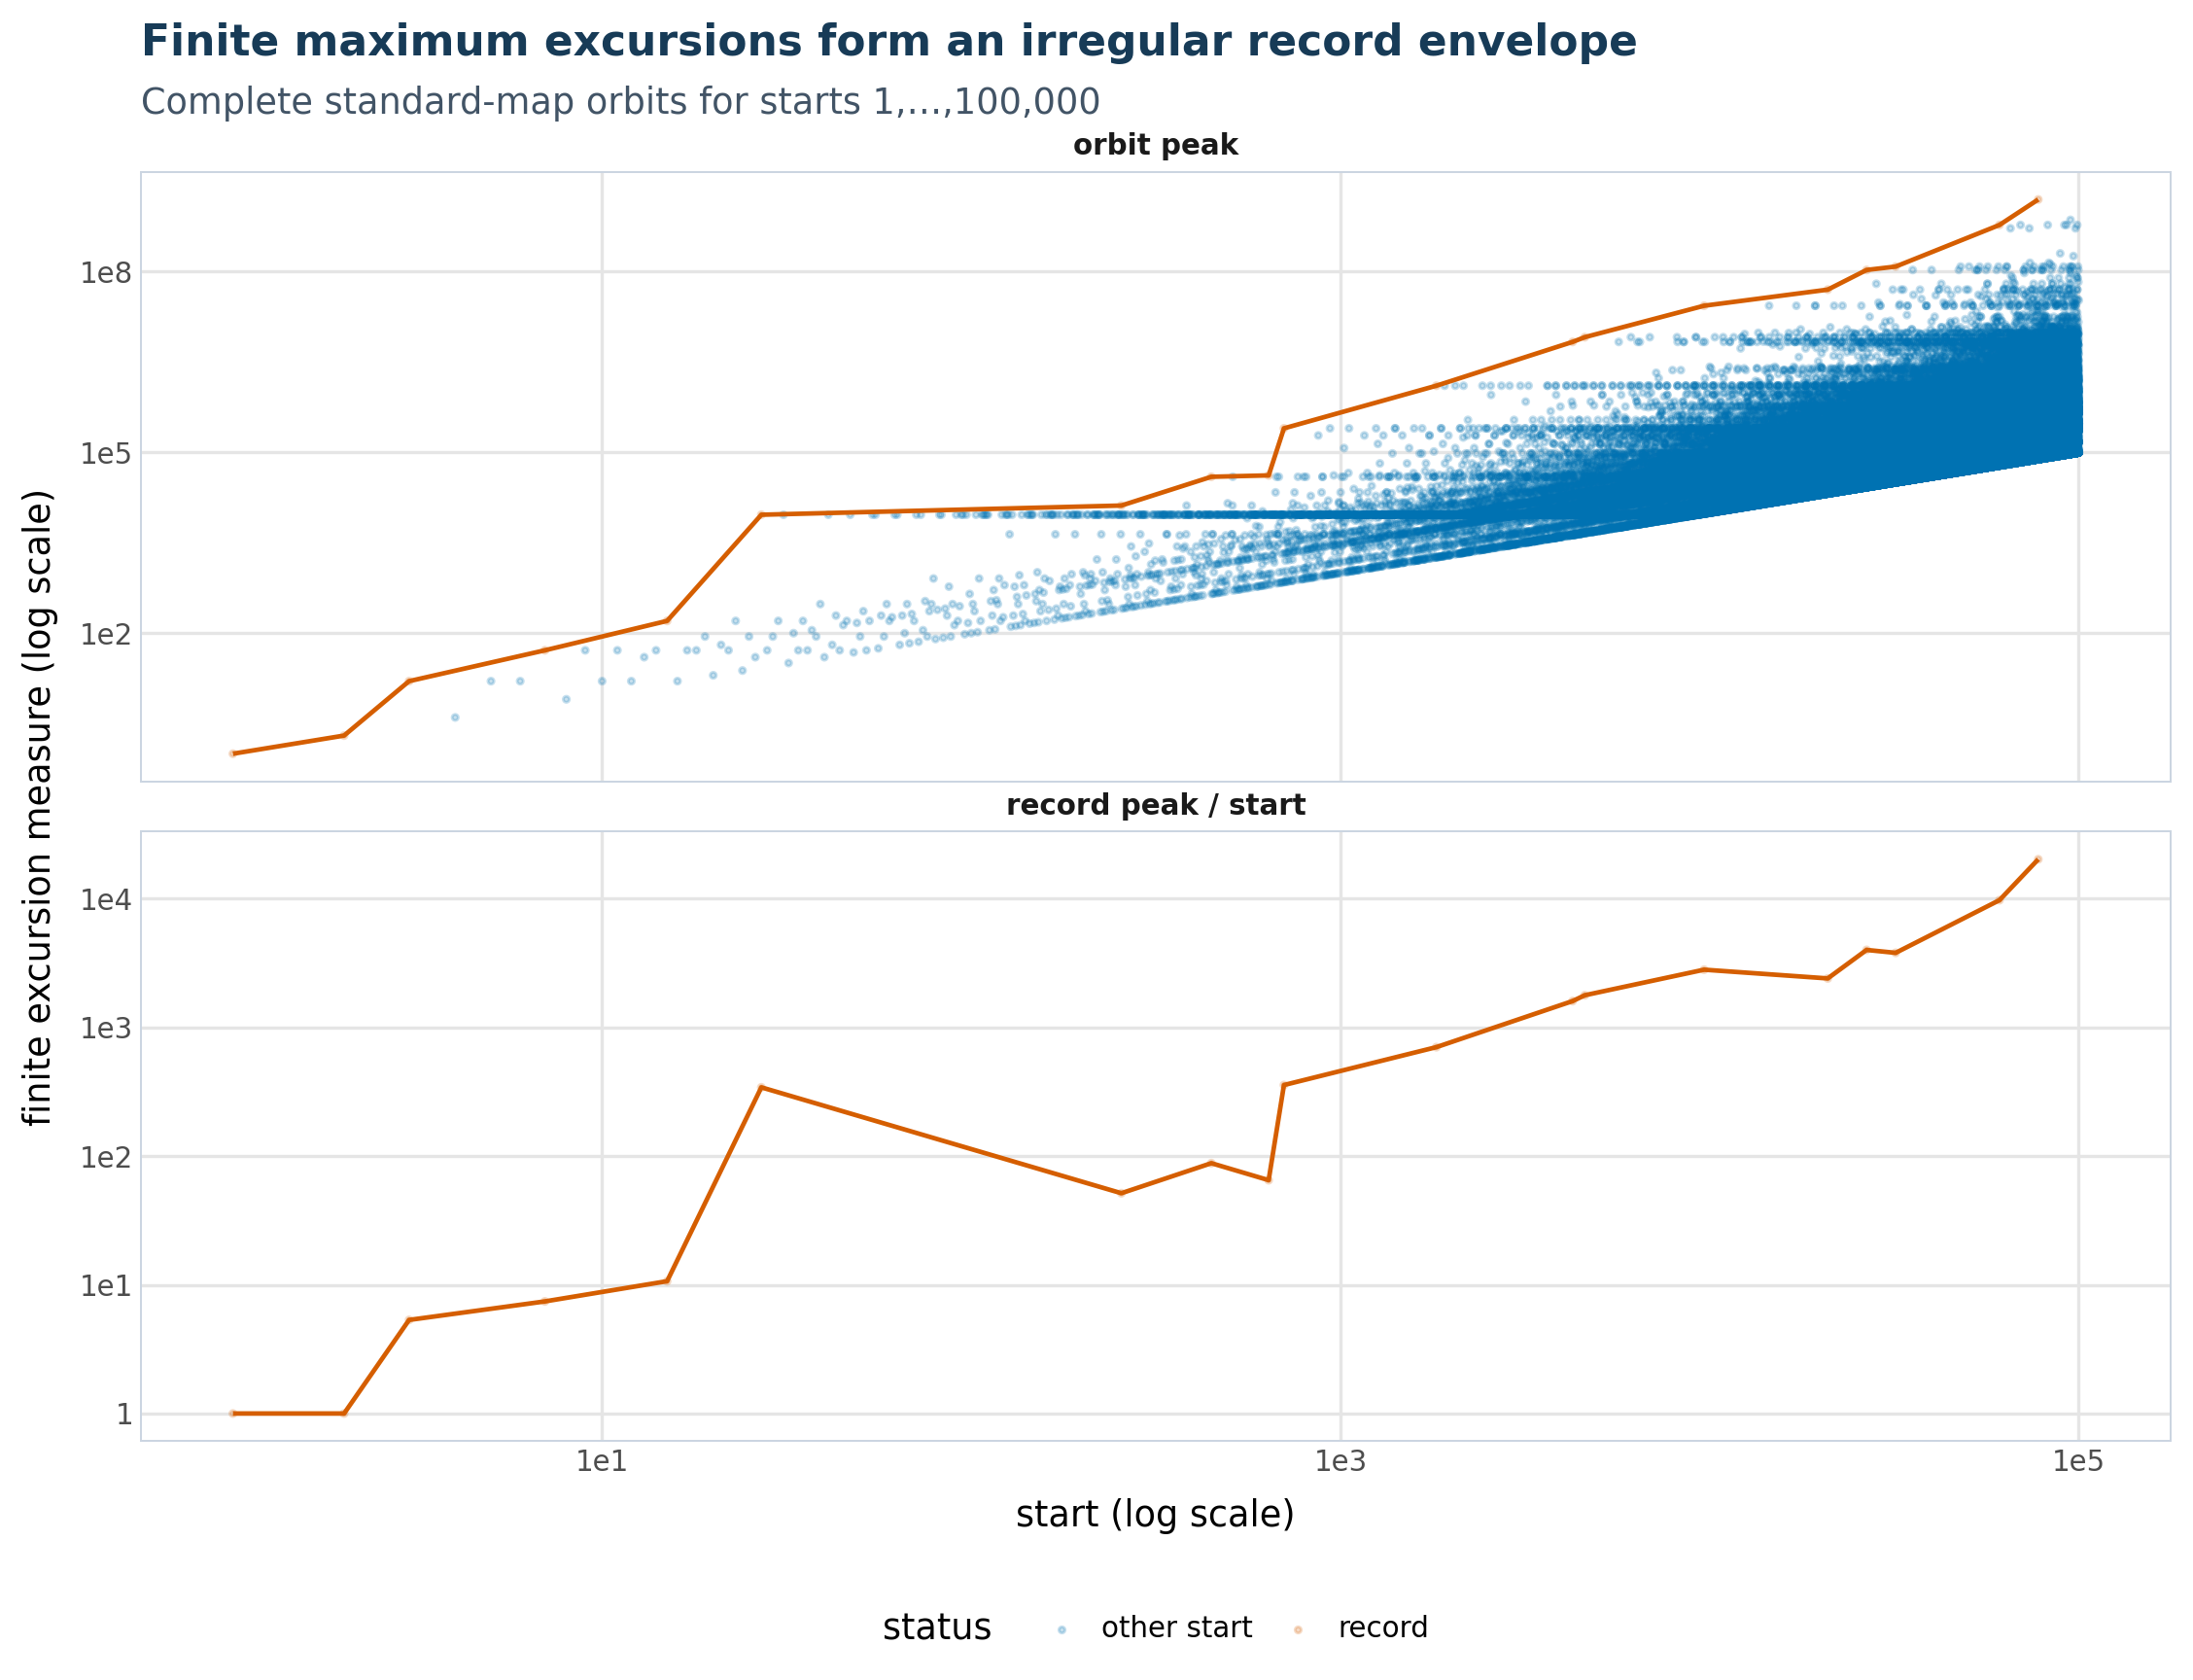 Finite maximum excursions form an irregular record envelope
Complete standard-map orbits for starts 1,...,100,000
orbit peak
1e8
1e5
1e2
record peak / start
1e4
1e3
1e2
1e1
1
finite excursion measure (log scale)
1e1
1e3
1e5
start (log scale)
status
other start
record